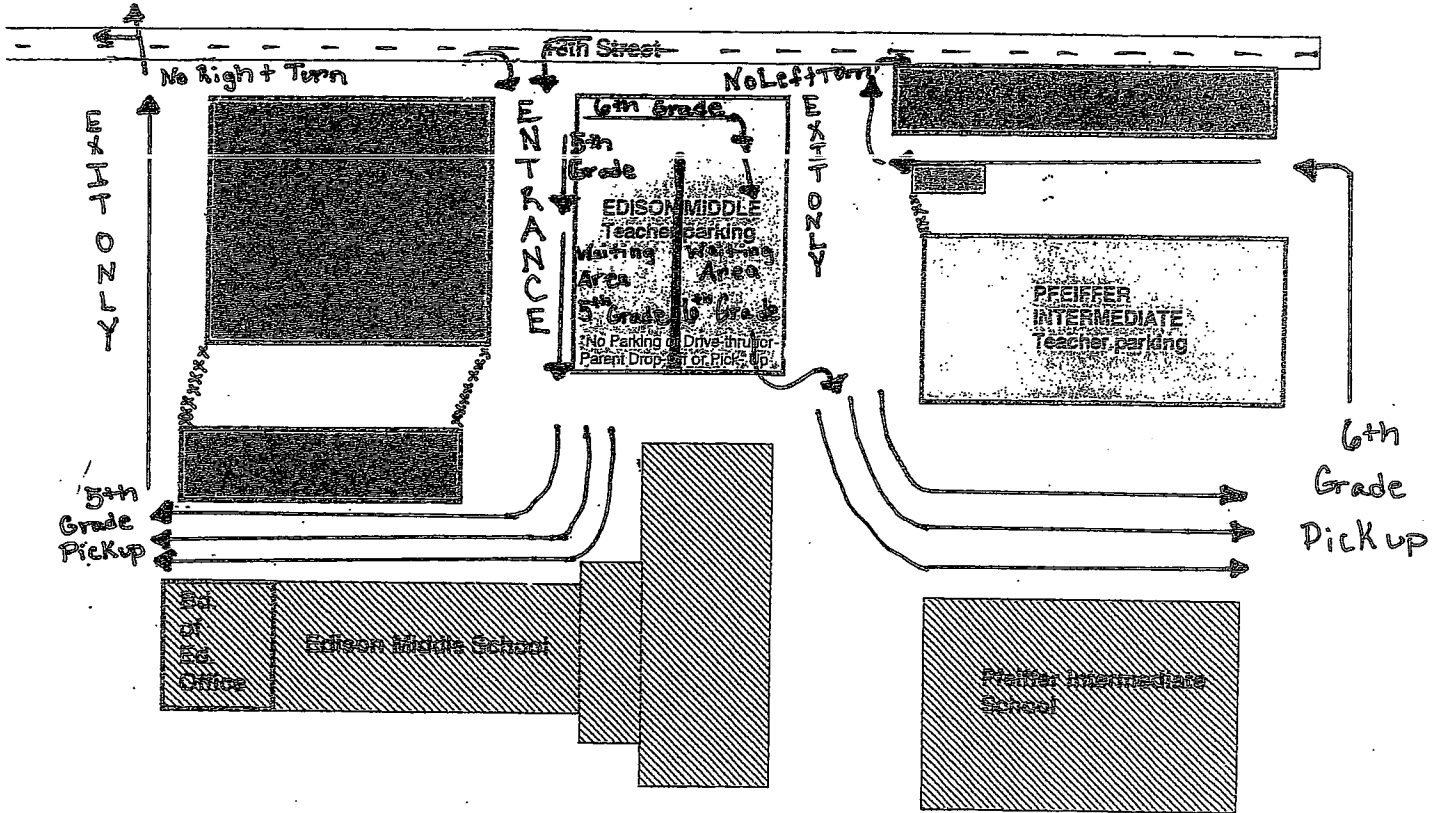 No Right Turn
No Left Turn
EXIT ONLY
ENTRANCE
6th Grade
5th
Grade
EXIT ONLY
EDISON MIDDLE
Teacher parking
Waiting
Area
5th Grade
Waiting
Area
6th Grade
PFEIFFER
INTERMEDIATE
Teacher parking
5th
Grade
Pickup
6th
Grade
Pickup
Bd.
of
Ed.
Office
Edison Middle School
Pfeiffer Intermediate
School
Street
No Parking or Drive-thru for
Parent Drop-off or Pick-up